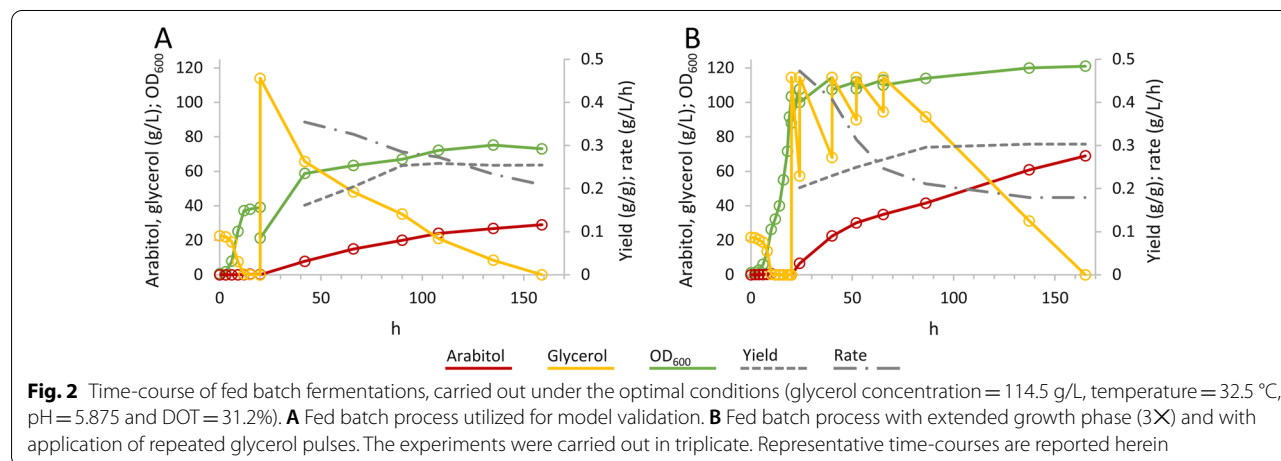 A
B
Arabitol, glycerol (g/L); OD600
120
100
80
60
40
20
0
0.5
0.4
0.3
0.2
0.1
0
Yield (g/g); rate (g/L/h)
0
50
100
150
h
Arabitol, glycerol (g/L); OD600
120
100
80
60
40
20
0
0.5
0.4
0.3
0.2
0.1
0
Yield (g/g); rate (g/L/h)
0
50
100
150
h
Arabitol Glycerol OD600 Yield Rate
Fig. 2 Time-course of fed batch fermentations, carried out under the optimal conditions (glycerol concentration = 114.5 g/L, temperature = 32.5 °C,
pH = 5.875 and DOT = 31.2%). A Fed batch process utilized for model validation. B Fed batch process with extended growth phase (3×) and with
application of repeated glycerol pulses. The experiments were carried out in triplicate. Representative time-courses are reported herein